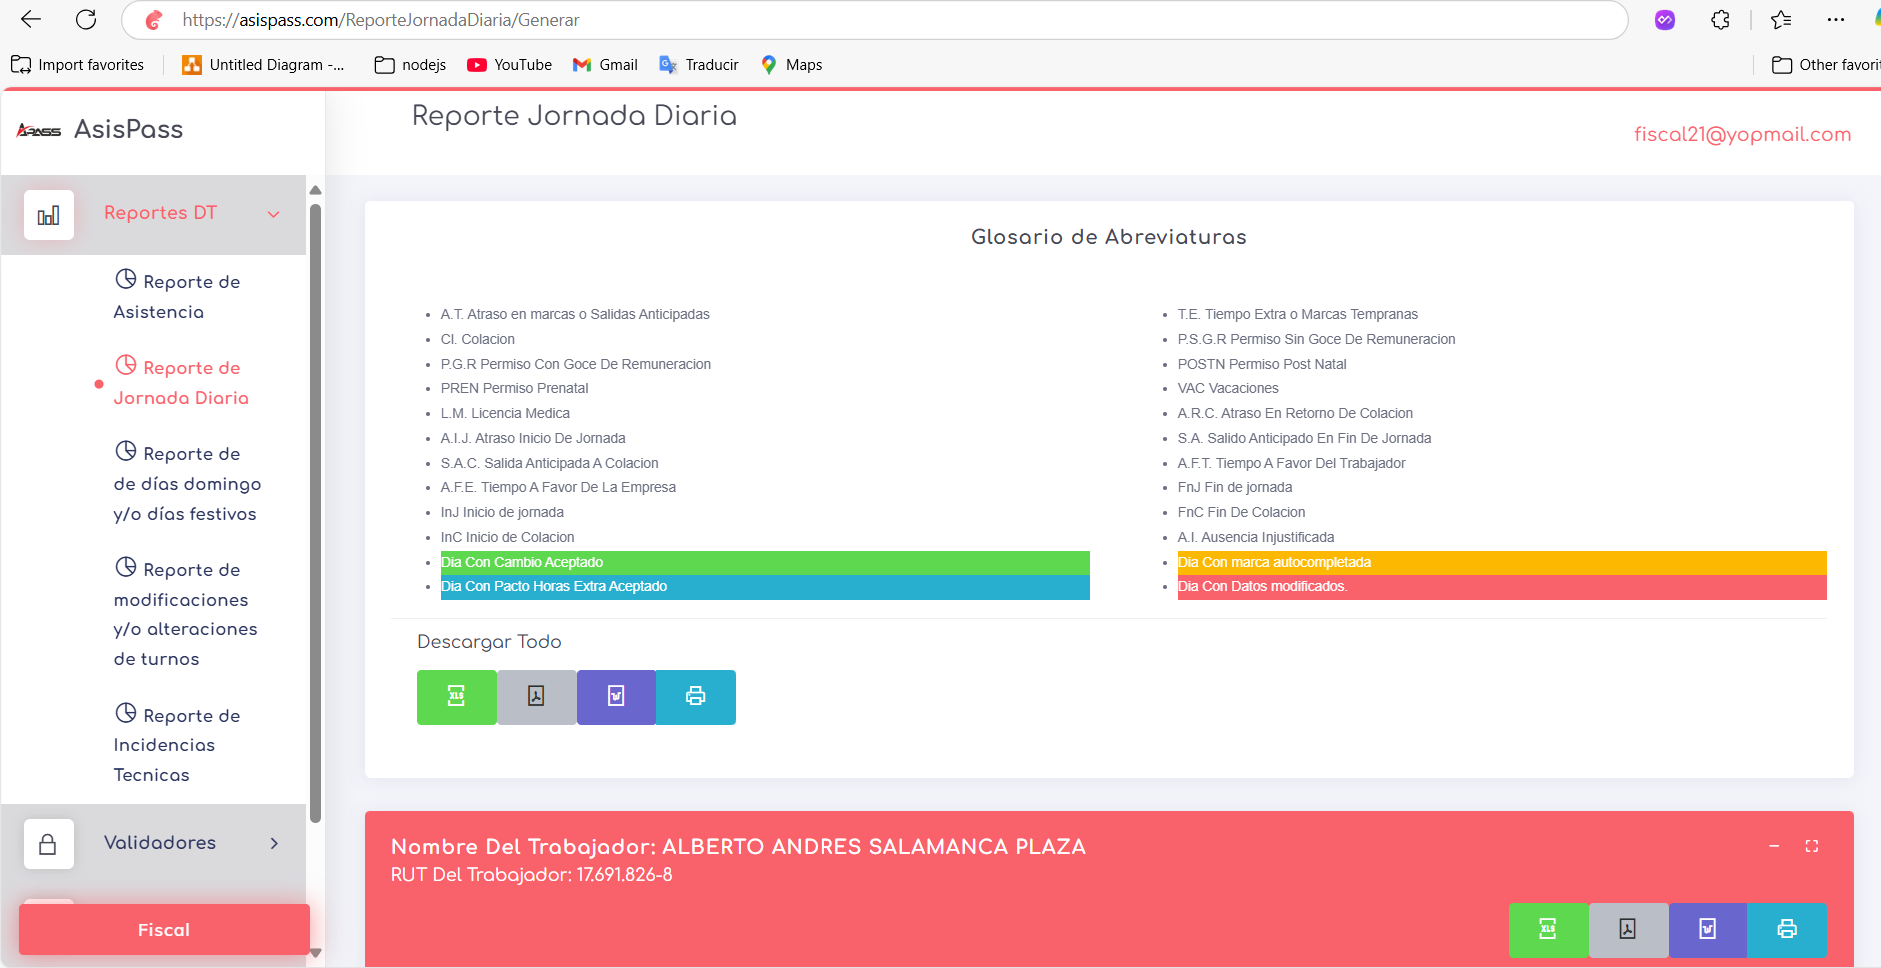 https://asispass.com/ReporteJornadaDiaria/Generar
Import favorites
Untitled Diagram -...
nodejs
YouTube
Gmail
Traducir
Maps
Other favorit
APASS
AsisPass
Reporte Jornada Diaria
fiscal21@yopmail.com
Reportes DT
Reporte de
Asistencia
Reporte de
Jornada Diaria
Reporte de
de días domingo
y/o días festivos
Reporte de
modificaciones
y/o alteraciones
de turnos
Reporte de
Incidencias
Tecnicas
Validadores
Fiscal
Glosario de Abreviaturas
A.T. Atraso en marcas o Salidas Anticipadas
Cl. Colacion
P.G.R Permiso Con Goce De Remuneracion
PREN Permiso Prenatal
L.M. Licencia Medica
A.I.J. Atraso Inicio De Jornada
S.A.C. Salida Anticipada A Colacion
A.F.E. Tiempo A Favor De La Empresa
InJ Inicio de jornada
InC Inicio de Colacion
Dia Con Cambio Aceptado
Dia Con Pacto Horas Extra Aceptado
T.E. Tiempo Extra o Marcas Tempranas
P.S.G.R Permiso Sin Goce De Remuneracion
POSTN Permiso Post Natal
VAC Vacaciones
A.R.C. Atraso En Retorno De Colacion
S.A. Salido Anticipado En Fin De Jornada
A.F.T. Tiempo A Favor Del Trabajador
FnJ Fin de jornada
FnC Fin De Colacion
A.I. Ausencia Injustificada
Dia Con marca autocompletada
Dia Con Datos modificados.
Descargar Todo
XLS
Nombre Del Trabajador: ALBERTO ANDRES SALAMANCA PLAZA
RUT Del Trabajador: 17.691.826-8
XLS